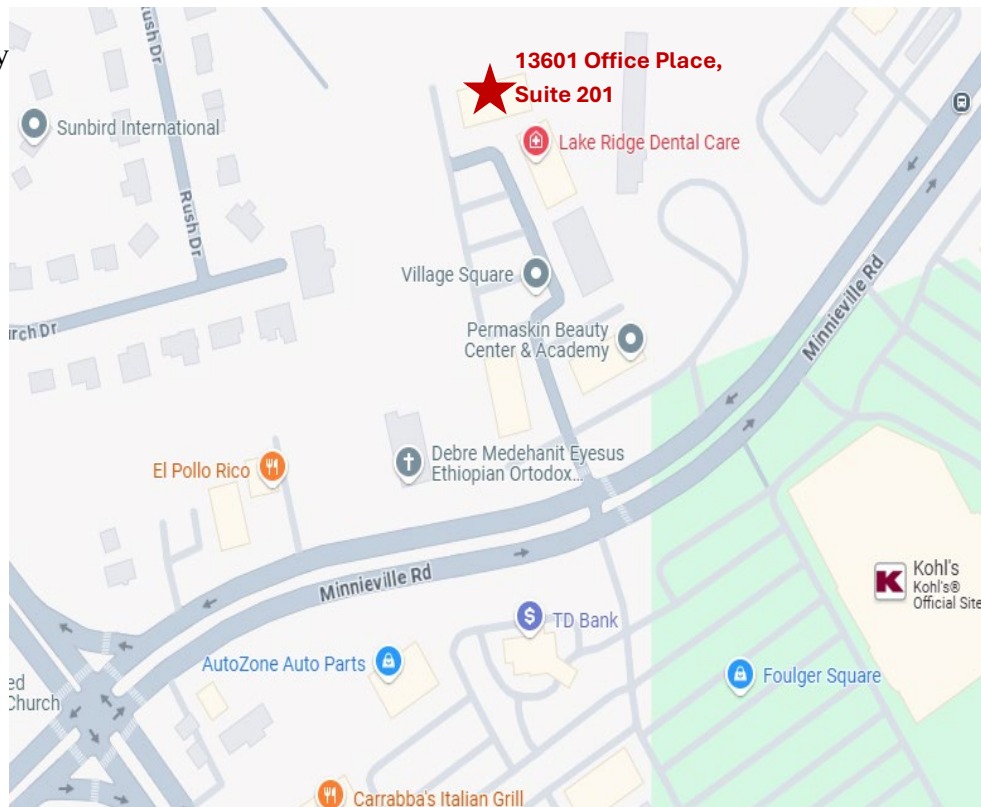 y
13601 Office Place,
Suite 201
Sunbird International
Rush Dr
Lake Ridge Dental Care
Rush Dr
Village Square
Minnieville Rd
rch Dr
Permaskin Beauty
Center & Academy
Debre Medehanit Eyesus
Ethiopian Ortodox...
El Pollo Rico
Kohl's
Kohl's®
Official Site
K
Minnieville Rd
$
TD Bank
AutoZone Auto Parts
Foulger Square
ed
Church
Carrabba's Italian Grill